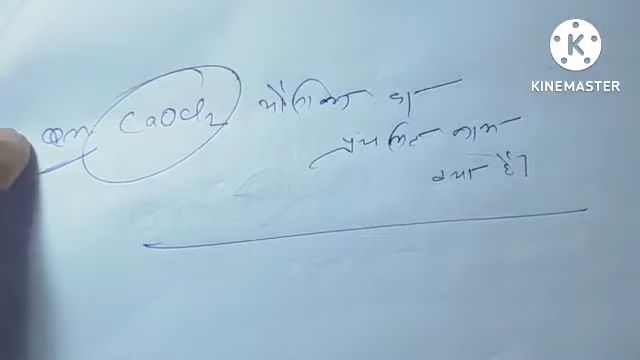 CaOCl₂ यौगिक का
प्रचलित नाम
क्या है।
KINEMASTER